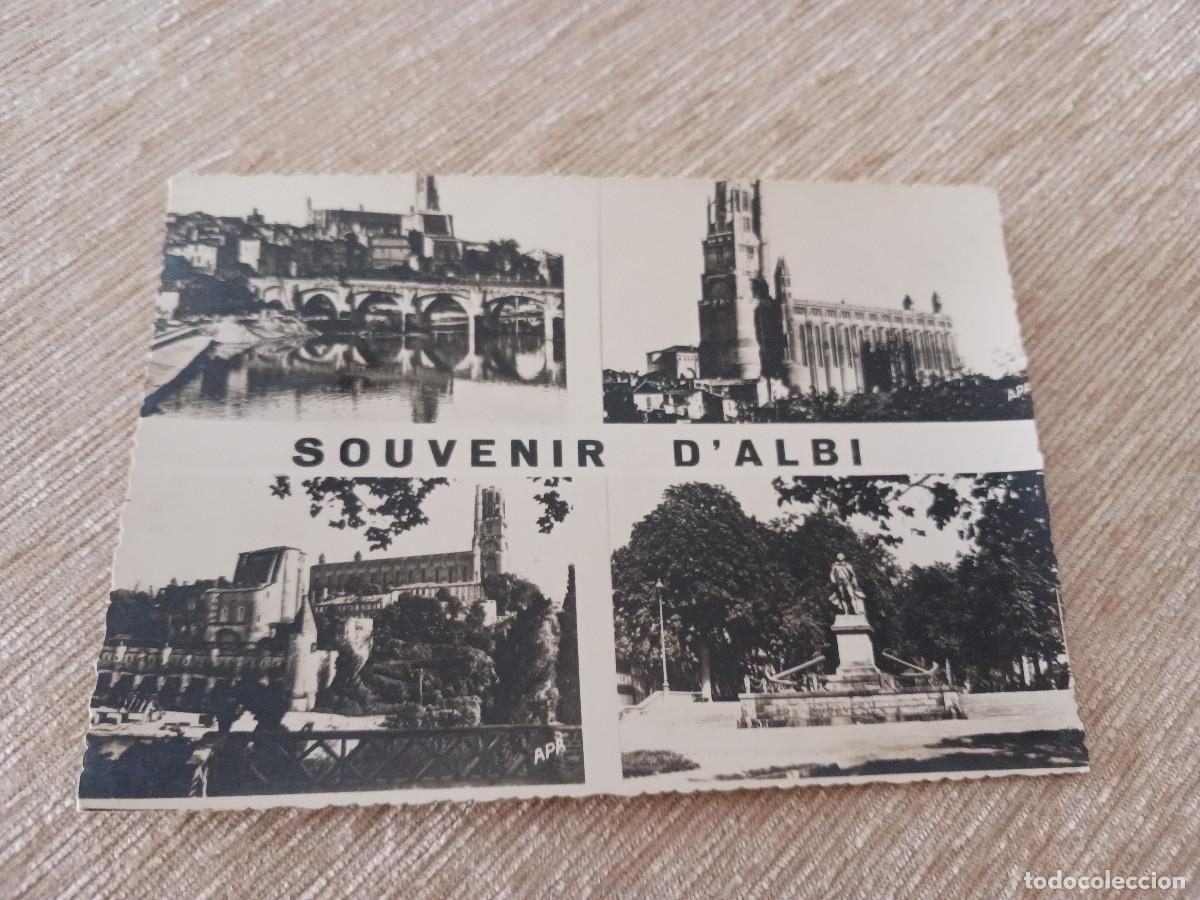 APA
SOUVENIR D'ALBI
APA
todocoleccion